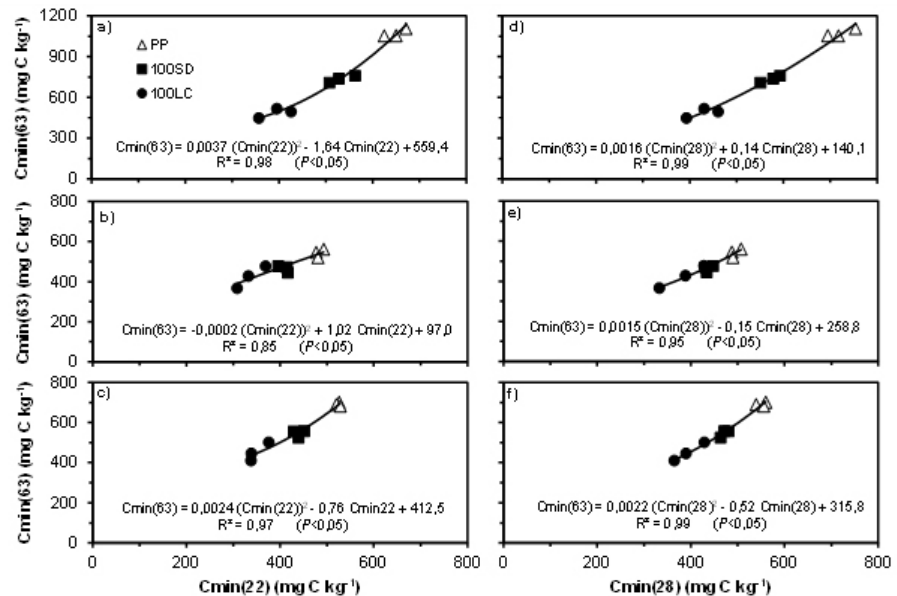 1200
900
600
300
0
Cmin(63) (mg C kg⁻¹)
a)
PP
100SD
100LC
Cmin(63) = 0,0037 (Cmin(22))² - 1,64 Cmin(22) + 559,4
R² = 0,98 (P<0,05)
d)
Cmin(63) = 0,0016 (Cmin(28))² + 0,14 Cmin(28) + 140,1
R² = 0,99 (P<0,05)
800
600
400
200
0
Cmin(63) (mg C kg⁻¹)
b)
Cmin(63) = -0,0002 (Cmin(22))² + 1,02 Cmin(22) + 97,0
R² = 0,85 (P<0,05)
e)
Cmin(63) = 0,0015 (Cmin(28))² - 0,15 Cmin(28) + 258,8
R² = 0,95 (P<0,05)
800
600
400
200
0
Cmin(63) (mg C kg⁻¹)
c)
Cmin(63) = 0,0024 (Cmin(22))² - 0,76 Cmin22 + 412,5
R² = 0,97 (P<0,05)
f)
Cmin(63) = 0,0022 (Cmin(28)² - 0,52 Cmin(28) + 315,8
R² = 0,99 (P<0,05)
0 200 400 600 800
0 200 400 600 800
Cmin(22) (mg C kg⁻¹)
Cmin(28) (mg C kg⁻¹)